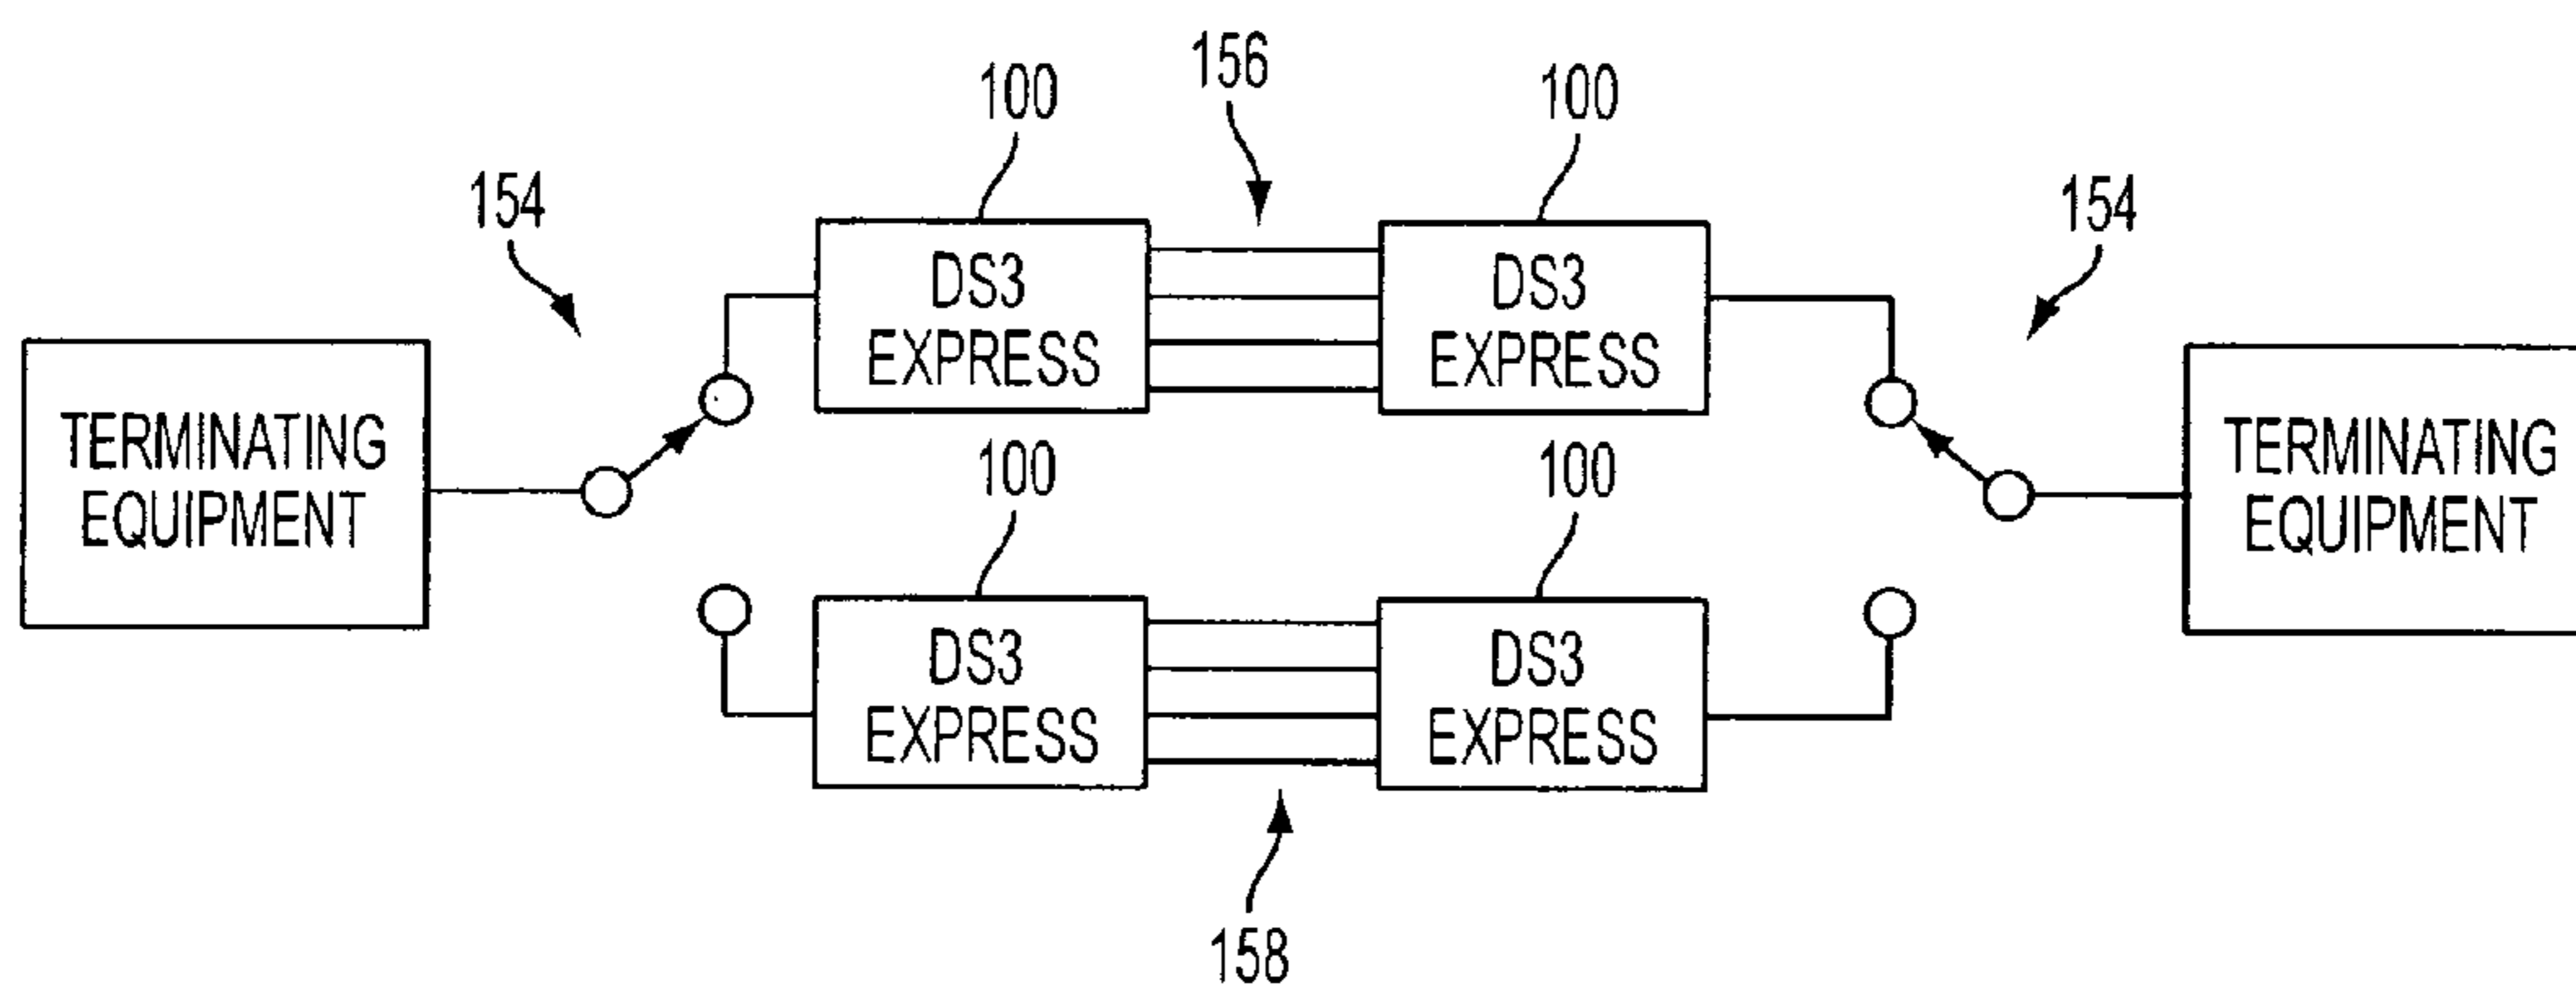 156
100
100
154
154
DS3
EXPRESS
DS3
EXPRESS
TERMINATING
EQUIPMENT
TERMINATING
EQUIPMENT
100
100
DS3
EXPRESS
DS3
EXPRESS
158